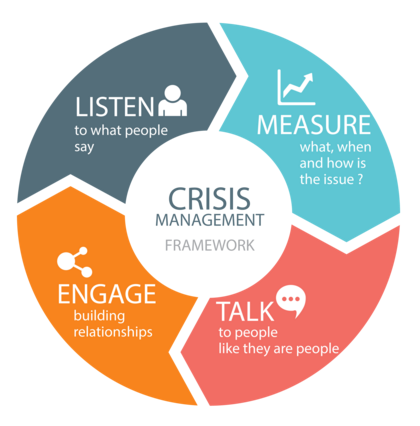 LISTEN
to what people
say
MEASURE
what, when
and how is
the issue ?
CRISIS
MANAGEMENT
FRAMEWORK
ENGAGE
building
relationships
TALK
to people
like they are people